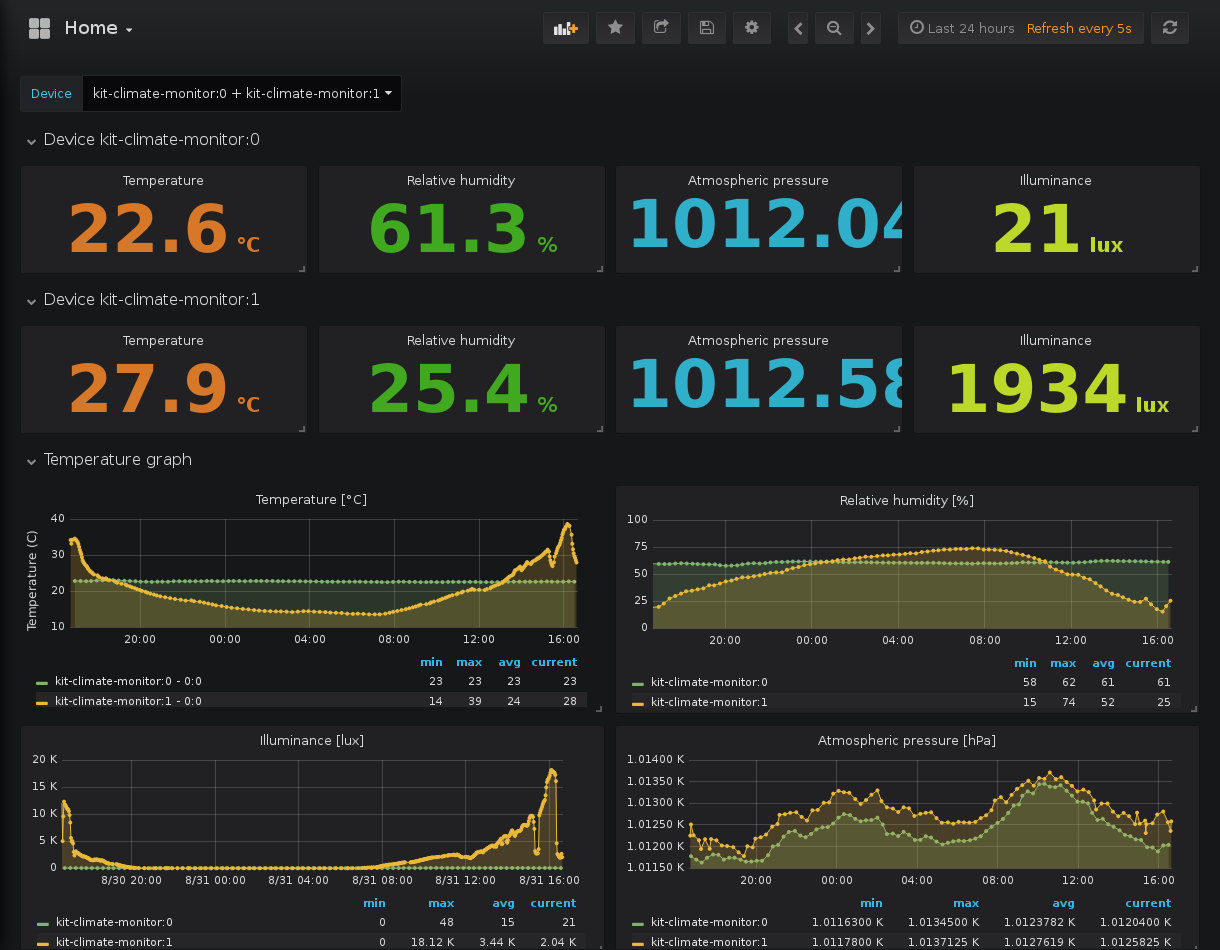 Home
Last 24 hours Refresh every 5s
Device kit-climate-monitor:0 + kit-climate-monitor:1
Device kit-climate-monitor:0
Temperature Relative humidity Atmospheric pressure Illuminance
22.6 °C 61.3 % 1012.04 21 lux
Device kit-climate-monitor:1
Temperature Relative humidity Atmospheric pressure Illuminance
27.9 °C 25.4 % 1012.58 1934 lux
Temperature graph
Temperature [°C]
Temperature (C)
40
30
20
10
20:00 00:00 04:00 08:00 12:00 16:00
min max avg current
kit-climate-monitor:0 - 0:0 23 23 23 23
kit-climate-monitor:1 - 0:0 14 39 24 28
Relative humidity [%]
100
75
50
25
0
20:00 00:00 04:00 08:00 12:00 16:00
min max avg current
kit-climate-monitor:0 58 62 61 61
kit-climate-monitor:1 15 74 52 25
Illuminance [lux]
20 K
15 K
10 K
5 K
0
8/30 20:00 8/31 00:00 8/31 04:00 8/31 08:00 8/31 12:00 8/31 16:00
min max avg current
kit-climate-monitor:0 0 48 15 21
kit-climate-monitor:1 0 18.12 K 3.44 K 2.04 K
Atmospheric pressure [hPa]
1.01400 K
1.01350 K
1.01300 K
1.01250 K
1.01200 K
1.01150 K
20:00 00:00 04:00 08:00 12:00 16:00
min max avg current
kit-climate-monitor:0 1.0116300 K 1.0134500 K 1.0123782 K 1.0120400 K
kit-climate-monitor:1 1.0117800 K 1.0137125 K 1.0127619 K 1.0125825 K